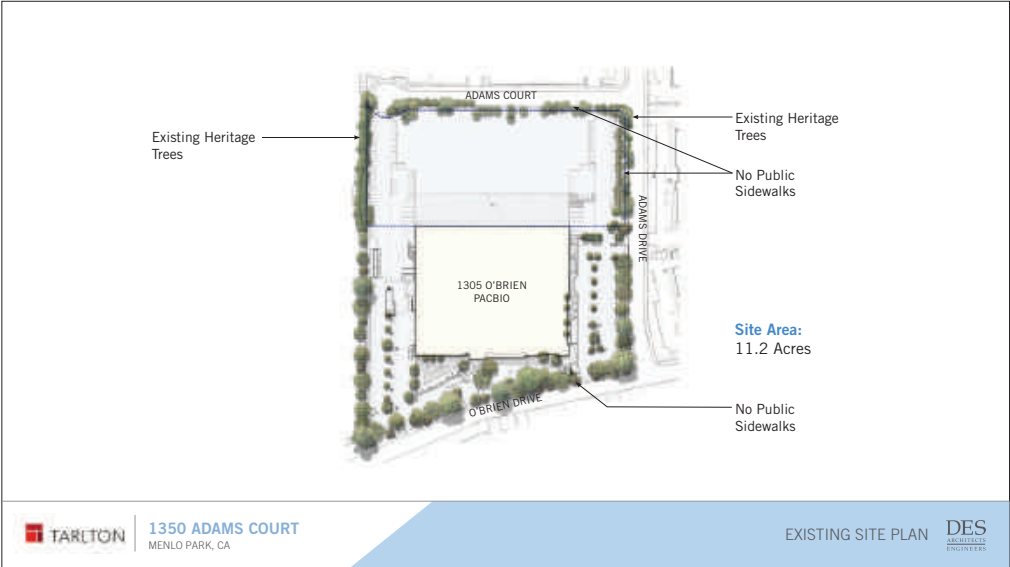 ADAMS COURT
Existing Heritage
Trees
Existing Heritage
Trees
No Public
Sidewalks
ADAMS DRIVE
1305 O'BRIEN
PACBIO
Site Area:
11.2 Acres
O'BRIEN DRIVE
No Public
Sidewalks
TARLTON
1350 ADAMS COURT
MENLO PARK, CA
EXISTING SITE PLAN
DES
ARCHITECTS
ENGINEERS